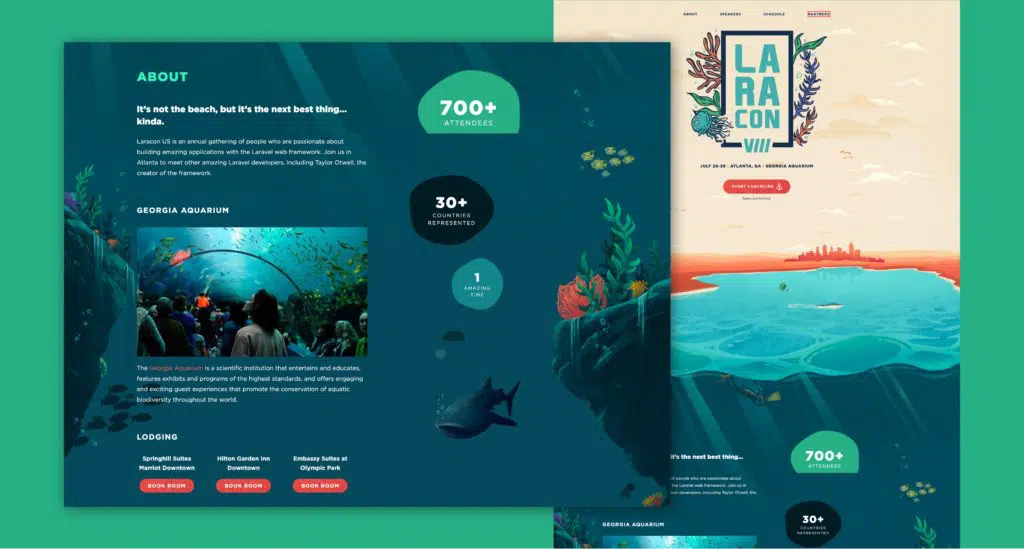 ABOUT
It's not the beach, but it's the next best thing...
kinda.
Laracon US is an annual gathering of people who are passionate about
building amazing applications with the Laravel web framework. Join us in
Atlanta to meet other amazing Laravel developers, including Taylor Otwell, the
creator of the framework.
GEORGIA AQUARIUM
The Georgia Aquarium is a scientific institution that entertains and educates,
features exhibits and programs of the highest standards, and offers engaging
and exciting guest experiences that promote the conservation of aquatic
biodiversity throughout the world.
LODGING
Springhill Suites
Marriot Downtown
BOOK ROOM
Hilton Garden Inn
Downtown
BOOK ROOM
Embassy Suites at
Olympic Park
BOOK ROOM
700+
ATTENDEES
30+
COUNTRIES
REPRESENTED
1
AMAZING
TIME
ABOUT
SPEAKERS
SCHEDULE
PARTNERS
LA
RA
CON
VIII
ATLANTA, GA | GEORGIA AQUARIUM
EVENT CANCELLED
it's the next best thing...
of people who are passionate about
the Laravel web framework. Join us in
developers, including Taylor Otwell, the
GEORGIA AQUARIUM
700+
ATTENDEES
30+
COUNTRIES
REPRESENTED